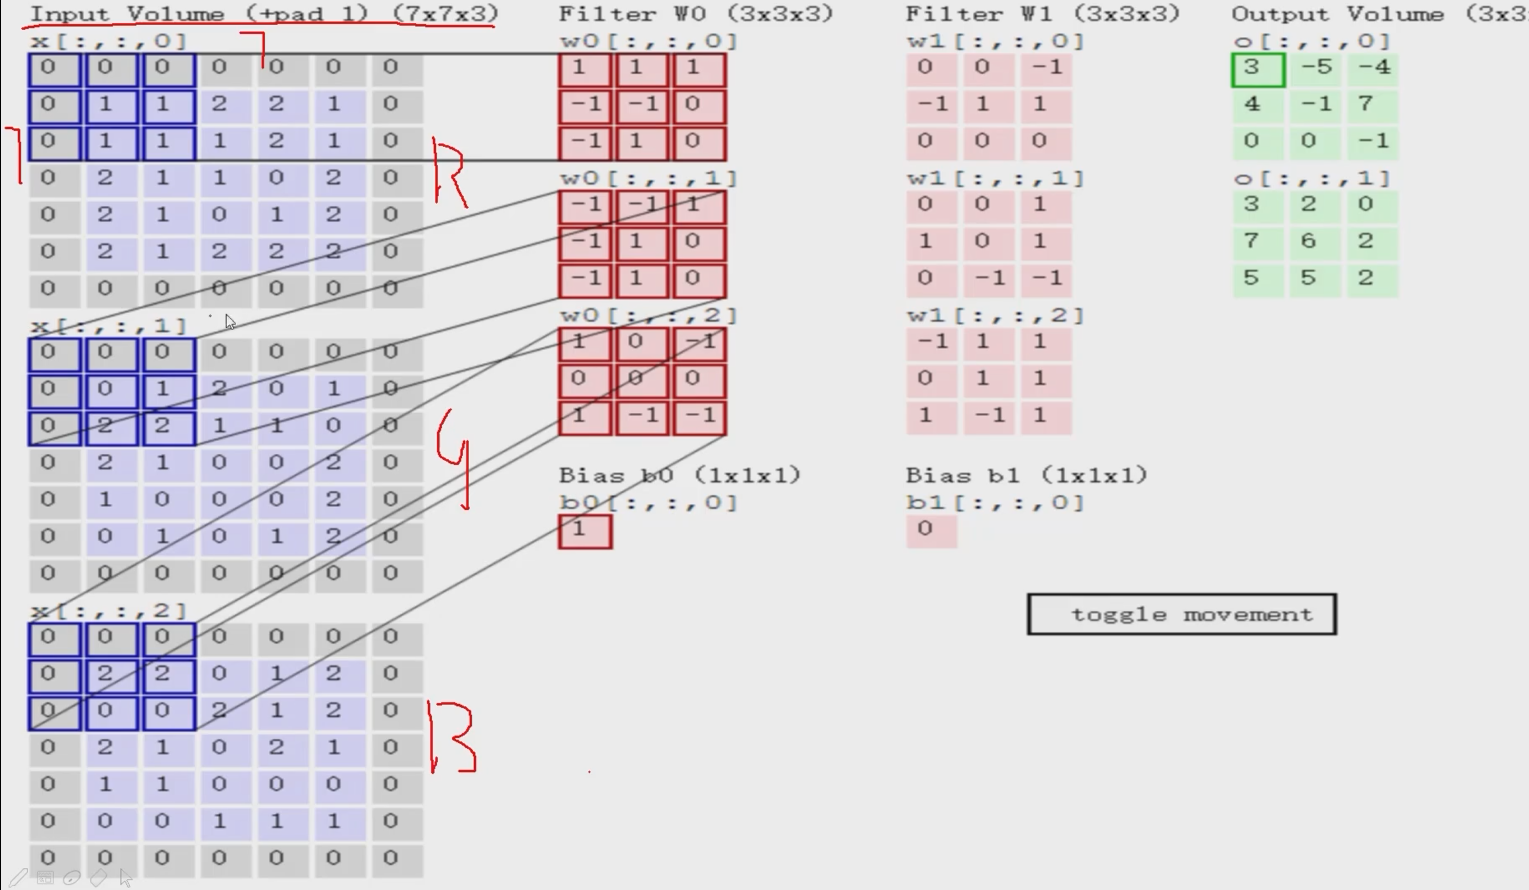 Input Volume (+pad 1) (7x7x3)
7
7
x[:,:,0]
0 0 0 0 0 0 0
0 1 1 2 2 1 0
0 1 1 1 2 1 0
0 2 1 1 0 2 0
0 2 1 0 1 2 0
0 2 1 2 2 2 0
0 0 0 0 0 0 0
R
x[:,:,1]
0 0 0 0 0 0 0
0 0 1 2 0 1 0
0 2 2 1 1 0 0
0 2 1 0 0 2 0
0 1 0 0 0 2 0
0 0 1 0 1 2 0
0 0 0 0 0 0 0
G
x[:,:,2]
0 0 0 0 0 0 0
0 2 2 0 1 2 0
0 0 0 2 1 2 0
0 2 1 0 2 1 0
0 1 1 0 0 0 0
0 0 0 1 1 1 0
0 0 0 0 0 0 0
B
Filter W0 (3x3x3)
w0[:,:,0]
1 1 1
-1 -1 0
-1 1 0
w0[:,:,1]
-1 -1 1
-1 1 0
-1 1 0
w0[:,:,2]
1 0 -1
0 0 0
1 -1 -1
Bias b0 (1x1x1)
b0[:,:,0]
1
Filter W1 (3x3x3)
w1[:,:,0]
0 0 -1
-1 1 1
0 0 0
w1[:,:,1]
0 0 1
1 0 1
0 -1 -1
w1[:,:,2]
-1 1 1
0 1 1
1 -1 1
Bias b1 (1x1x1)
b1[:,:,0]
0
Output Volume (3x3
o[:,:,0]
3 -5 -4
4 -1 7
0 0 -1
o[:,:,1]
3 2 0
7 6 2
5 5 2
toggle movement